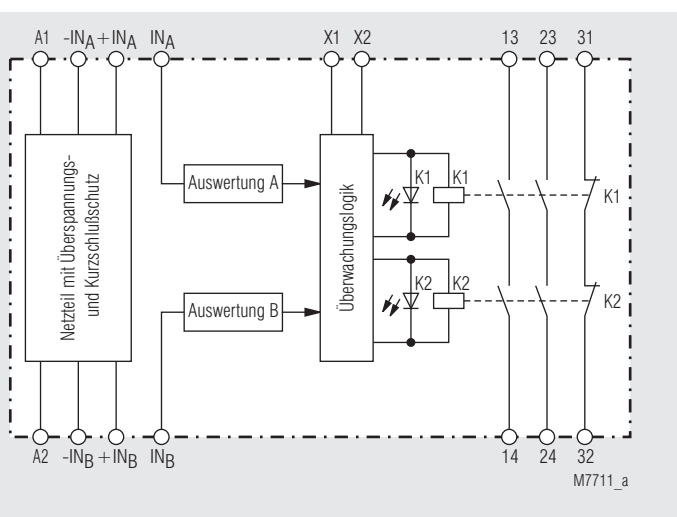 A1 -INA +INA INA X1 X2 13 23 31
Netzteil mit Überspannungs-
und Kurzschlußschutz
Auswertung A
Auswertung B
Überwachungslogik
K1 K1 K1
K2 K2 K2
A2 -INB +INB INB 14 24 32
M7711_a